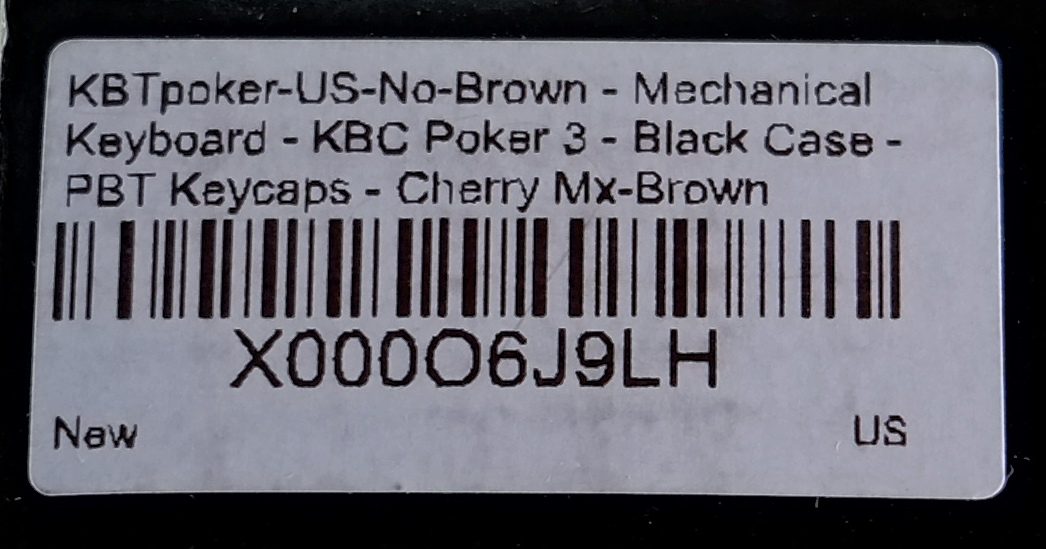 KBTpoker-US-No-Brown - Mechanical
Keyboard - KBC Poker 3 - Black Case -
PBT Keycaps - Cherry Mx-Brown
X000O6J9LH
New US